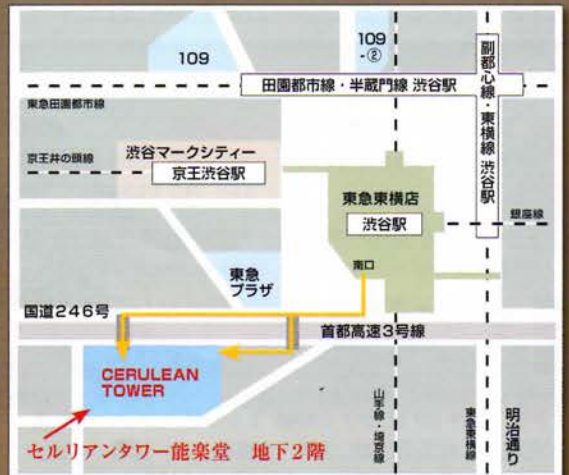 109
109
-②
田園都市線・半蔵門線 渋谷駅
副都心線・東横線 渋谷駅
東急田園都市線
京王井の頭線
渋谷マークシティー
京王渋谷駅
東急東横店
渋谷駅
銀座線
南口
東急
プラザ
国道246号
首都高速3号線
CERULEAN
TOWER
山手線・埼京線
東急東横線
明治通り
セルリアンタワー能楽堂 地下2階